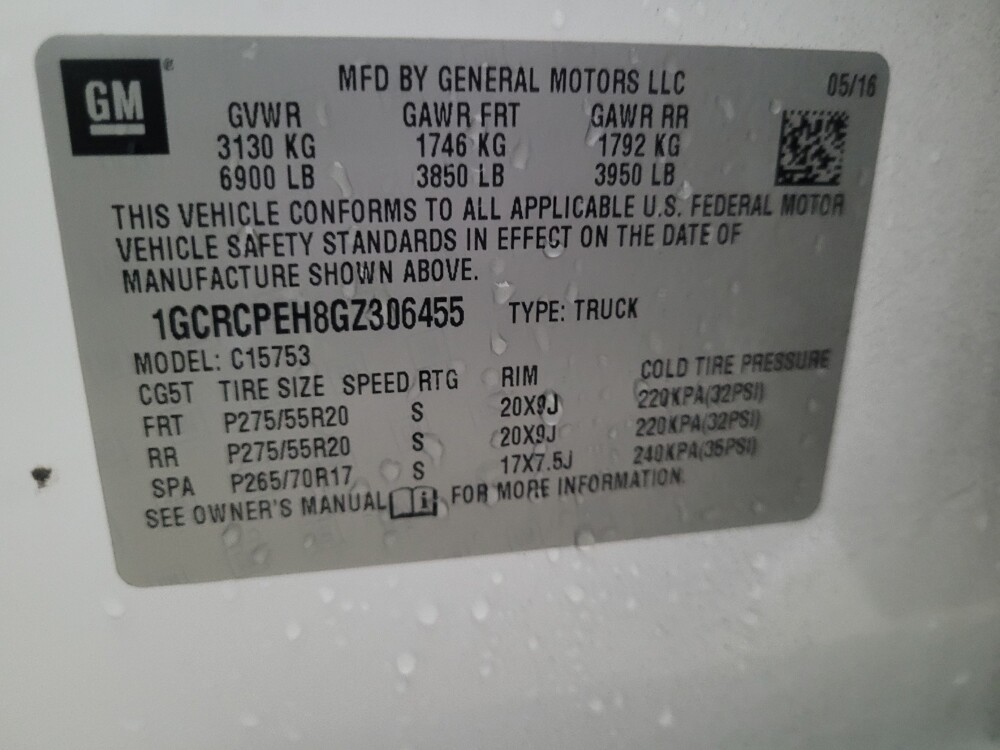 GM®
MFD BY GENERAL MOTORS LLC 05/16
GVWR GAWR FRT GAWR RR
3130 KG 1746 KG 1792 KG
6900 LB 3850 LB 3950 LB
THIS VEHICLE CONFORMS TO ALL APPLICABLE U.S. FEDERAL MOTOR
VEHICLE SAFETY STANDARDS IN EFFECT ON THE DATE OF
MANUFACTURE SHOWN ABOVE.
1GCRCPEH8GZ306455 TYPE: TRUCK
MODEL: C15753
CG5T TIRE SIZE SPEED RTG RIM COLD TIRE PRESSURE
FRT P275/55R20 S 20X9J 220KPA(32PSI)
RR P275/55R20 S 20X9J 220KPA(32PSI)
SPA P265/70R17 S 17X7.5J 240KPA(35PSI)
SEE OWNER'S MANUAL i FOR MORE INFORMATION.